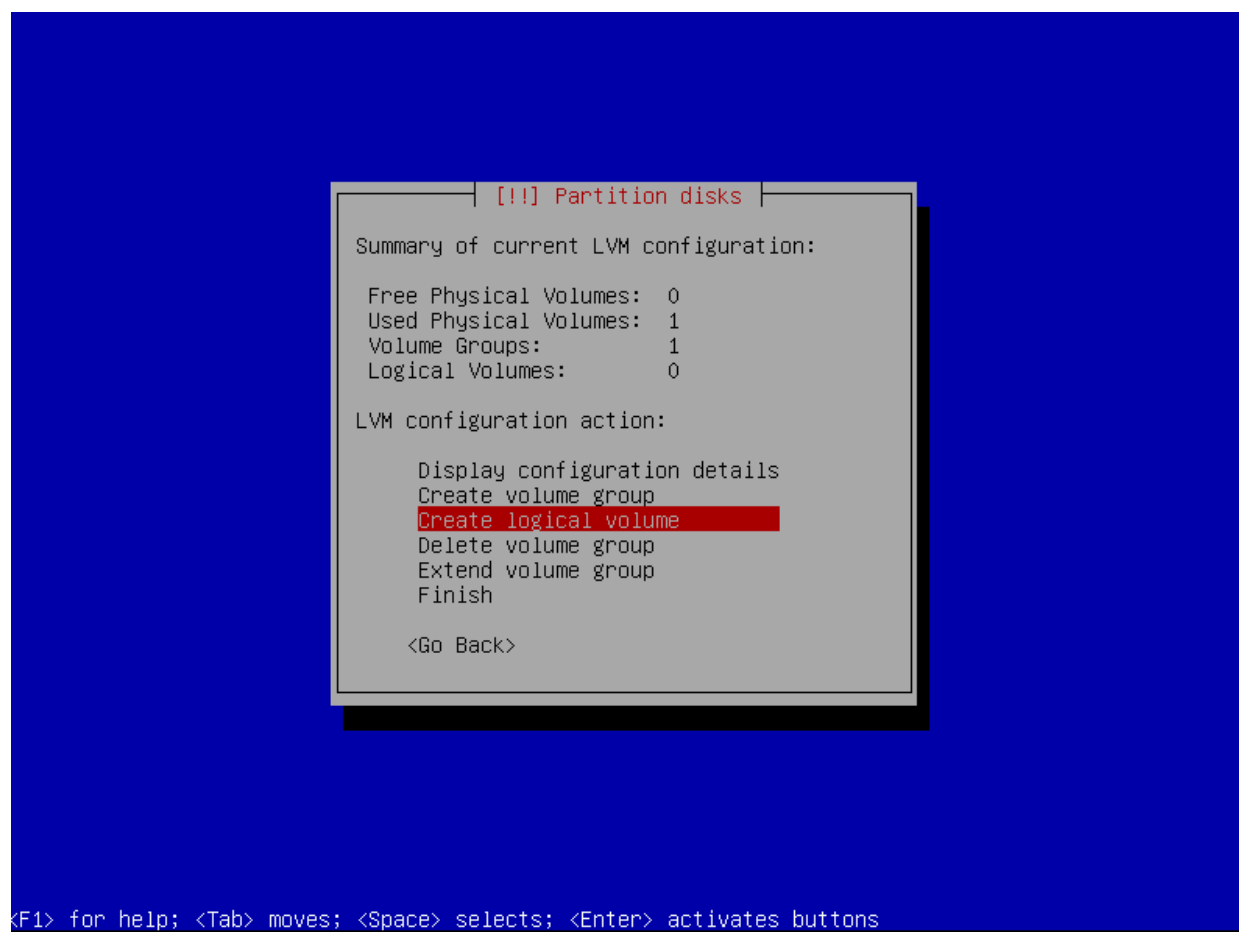 [!!] Partition disks
Summary of current LVM configuration:
Free Physical Volumes: 0
Used Physical Volumes: 1
Volume Groups: 1
Logical Volumes: 0
LVM configuration action:
Display configuration details
Create volume group
Create logical volume
Delete volume group
Extend volume group
Finish
<Go Back>
<F1> for help; <Tab> moves; <Space> selects; <Enter> activates buttons